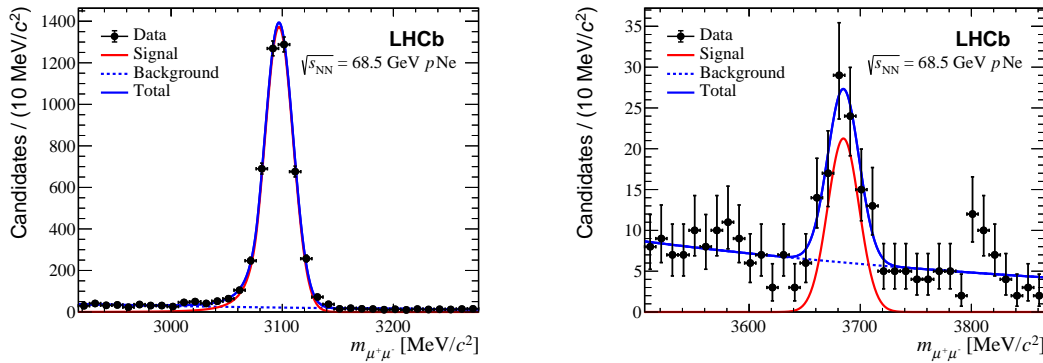 Candidates / (10 MeV/c²)
1400
1200
1000
800
600
400
200
0
Data
Signal
Background
Total
LHCb
√sNN = 68.5 GeV pNe
3000
3100
3200
mμ+μ- [MeV/c²]
Candidates / (10 MeV/c²)
35
30
25
20
15
10
5
0
Data
Signal
Background
Total
LHCb
√sNN = 68.5 GeV pNe
3600
3700
3800
mμ+μ- [MeV/c²]